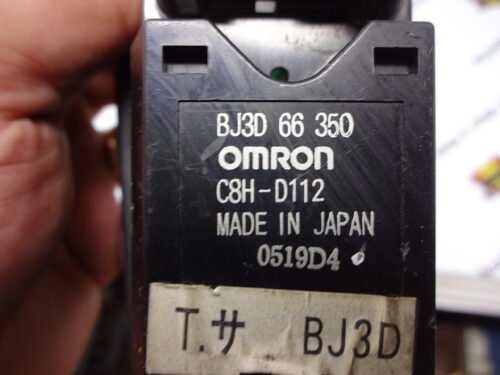 BJ3D 66 350
OMRON
C8H-D112
MADE IN JAPAN
0519D4
T.サ BJ3D